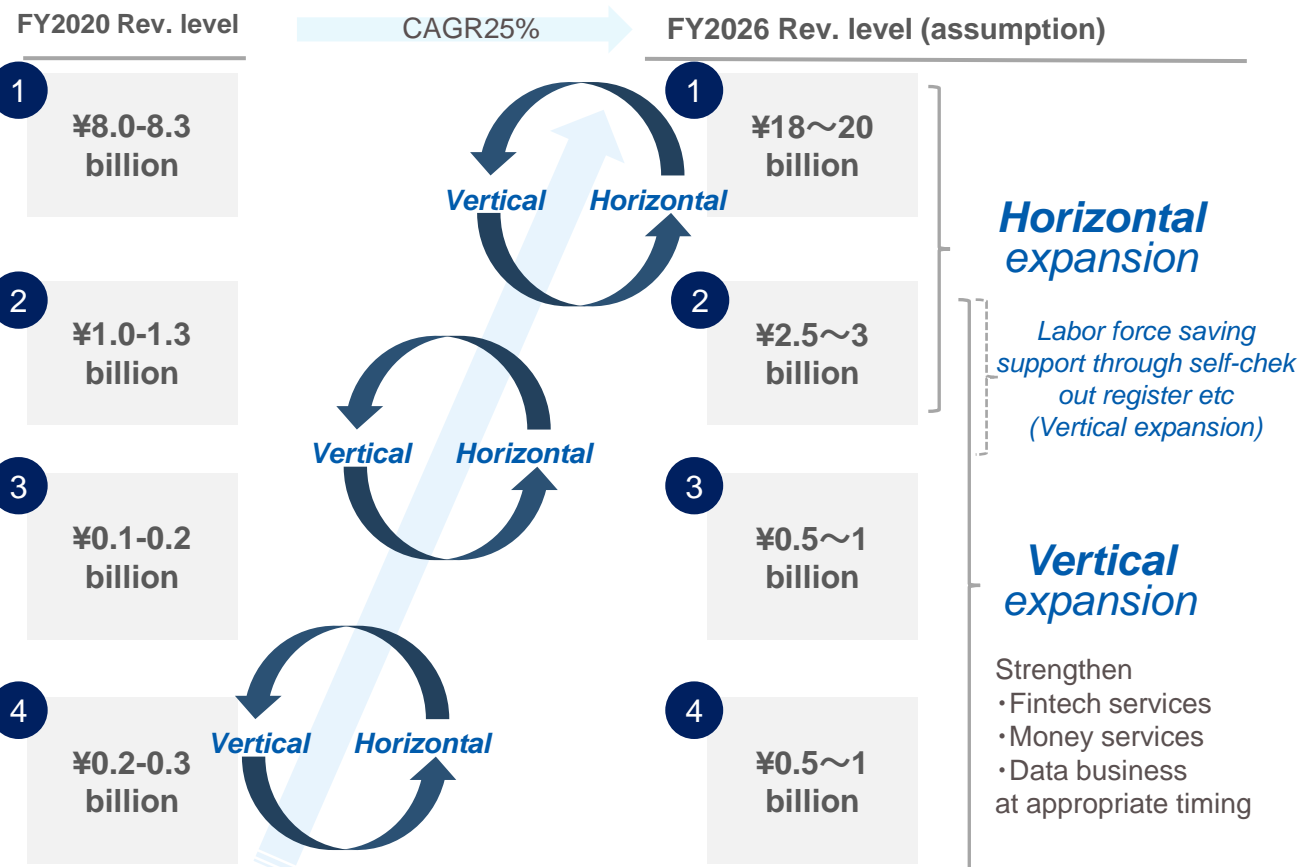 FY2020 Rev. level
CAGR25%
FY2026 Rev. level (assumption)
1
¥8.0-8.3
billion
2
¥1.0-1.3
billion
3
¥0.1-0.2
billion
4
¥0.2-0.3
billion
Vertical Horizontal
Vertical Horizontal
Vertical Horizontal
1
¥18～20
billion
2
¥2.5～3
billion
3
¥0.5～1
billion
4
¥0.5～1
billion
Horizontal
expansion
Labor force saving
support through self-chek
out register etc
(Vertical expansion)
Vertical
expansion
Strengthen
・Fintech services
・Money services
・Data business
at appropriate timing